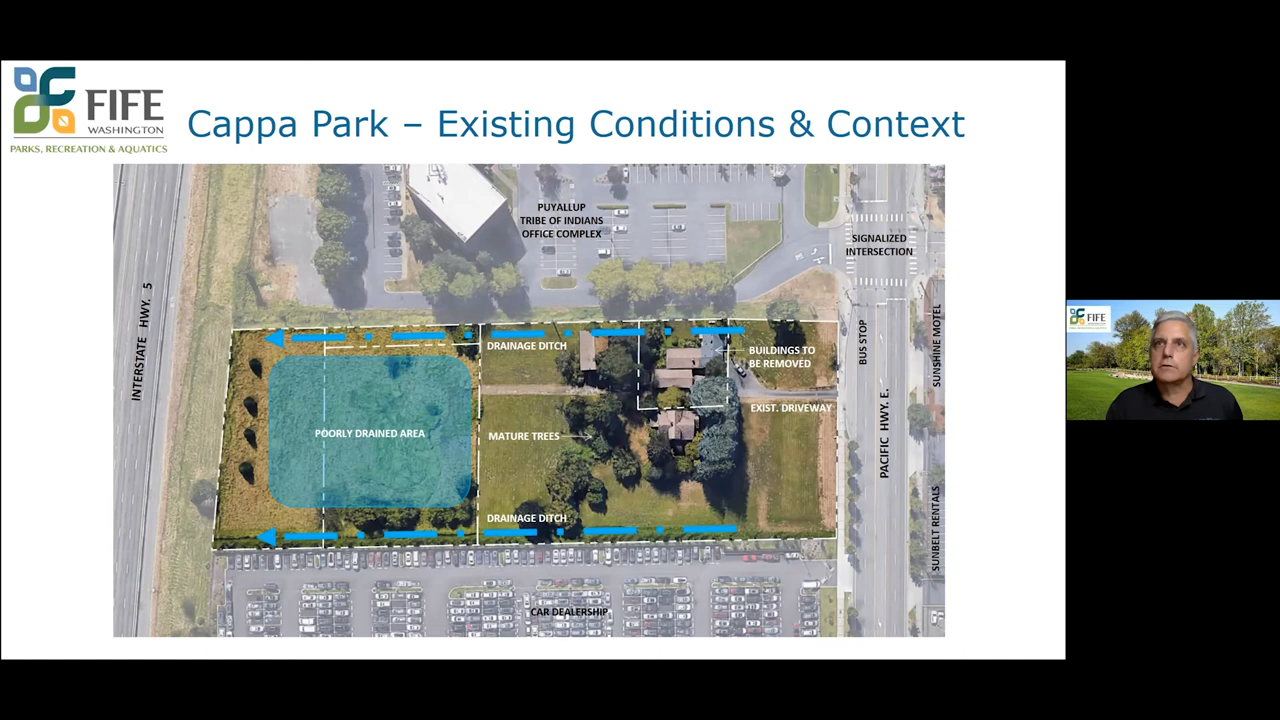 FIFE
WASHINGTON
PARKS, RECREATION & AQUATICS
Cappa Park – Existing Conditions & Context
PUYALLUP
TRIBE OF INDIANS
OFFICE COMPLEX
SIGNALIZED
INTERSECTION
INTERSTATE HWY. 5
DRAINAGE DITCH
BUILDINGS TO
BE REMOVED
BUS STOP
SUNSHINE MOTEL
EXIST. DRIVEWAY
POORLY DRAINED AREA
MATURE TREES
PACIFIC HWY. E.
DRAINAGE DITCH
SUNBELT RENTALS
CAR DEALERSHIP
FIFE